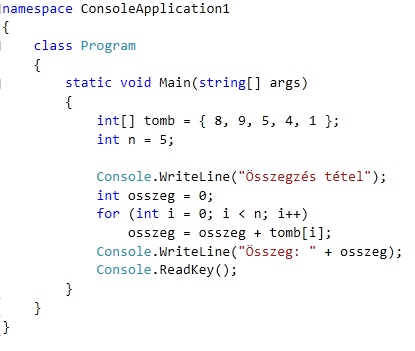 namespace ConsoleApplication1
{
    class Program
    {
        static void Main(string[] args)
        {
            int[] tomb = { 8, 9, 5, 4, 1 };
            int n = 5;

            Console.WriteLine("Összegzés tétel");
            int osszeg = 0;
            for (int i = 0; i < n; i++)
                osszeg = osszeg + tomb[i];
            Console.WriteLine("Összeg: " + osszeg);
            Console.ReadKey();
        }
    }
}